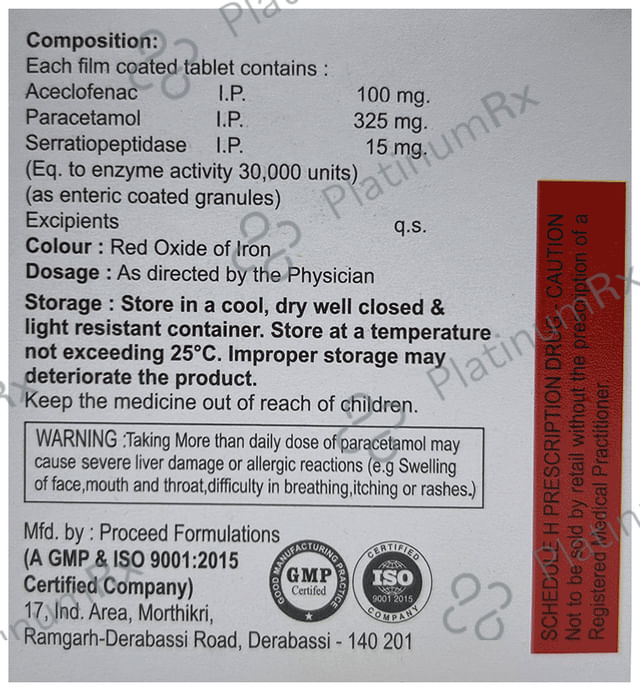 Composition:
Each film coated tablet contains :
Aceclofenac I.P. 100 mg.
Paracetamol I.P. 325 mg.
Serratiopeptidase I.P. 15 mg.
(Eq. to enzyme activity 30,000 units)
(as enteric coated granules)
Excipients q.s.
Colour : Red Oxide of Iron
Dosage : As directed by the Physician
Storage : Store in a cool, dry well closed &
light resistant container. Store at a temperature
not exceeding 25°C. Improper storage may
deteriorate the product.
Keep the medicine out of reach of children.
WARNING :Taking More than daily dose of paracetamol may
cause severe liver damage or allergic reactions (e.g Swelling
of face,mouth and throat,difficulty in breathing,itching or rashes.)
Mfd. by : Proceed Formulations
(A GMP & ISO 9001:2015
Certified Company)
17, Ind. Area, Morthikri,
Ramgarh-Derabassi Road, Derabassi - 140 201
GOOD MANUFACTURING PRACTICE
GMP
Certifed
CERTIFIED
ISO
9001 2015
COMPANY
SCHEDULE H PRESCRIPTION DRUG - CAUTION
Not to be sold by retail without the prescription of a
Registered Medical Practitioner
PlatinumRx
PlatinumRx
PlatinumRx